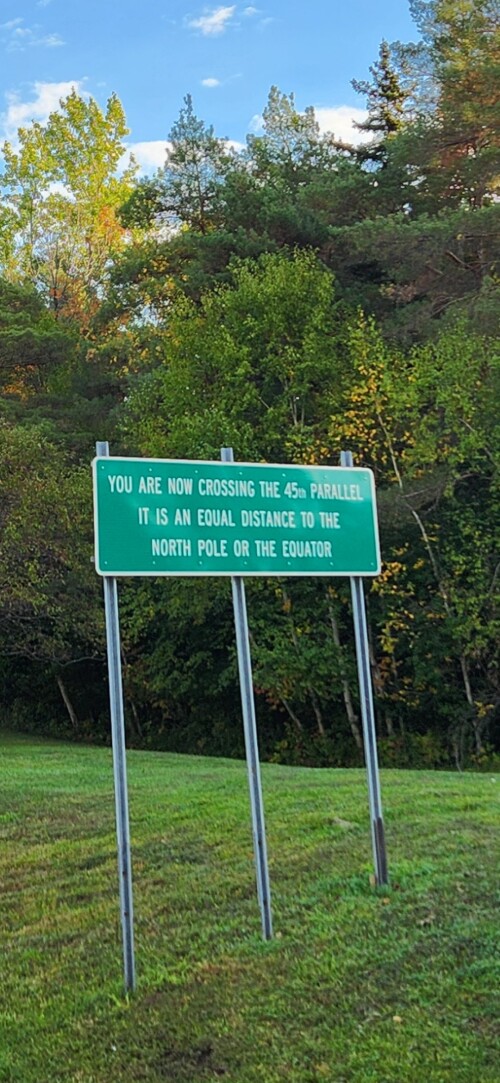 YOU ARE NOW CROSSING THE 45th PARALLEL
IT IS AN EQUAL DISTANCE TO THE
NORTH POLE OR THE EQUATOR